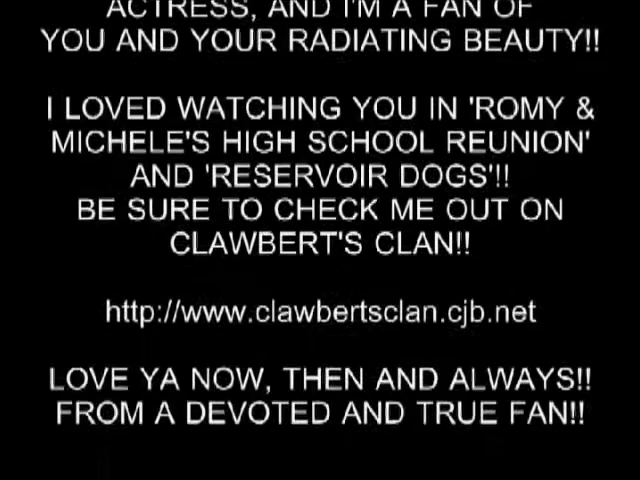 ACTRESS, AND I'M A FAN OF
YOU AND YOUR RADIATING BEAUTY!!
I LOVED WATCHING YOU IN 'ROMY &
MICHELE'S HIGH SCHOOL REUNION'
AND 'RESERVOIR DOGS'!!
BE SURE TO CHECK ME OUT ON
CLAWBERT'S CLAN!!
http://www.clawbertsclan.cjb.net
LOVE YA NOW, THEN AND ALWAYS!!
FROM A DEVOTED AND TRUE FAN!!